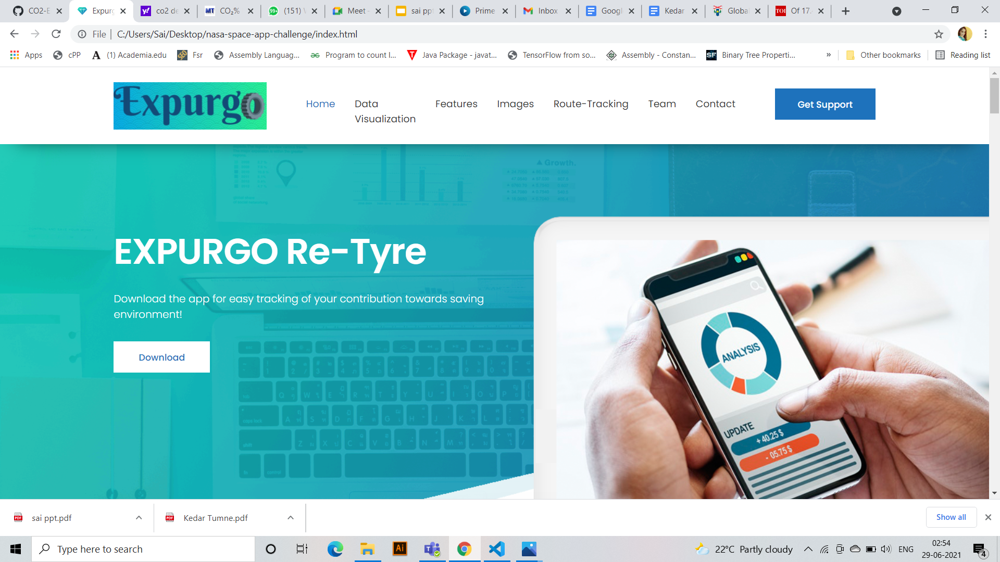 CO2-E
Expurg
co2 de
CO₂%
(151) V
Meet -
sai ppt
Prime
Inbox
Googl
Kedar
Global
TOI Of 17.
File C:/Users/Sai/Desktop/nasa-space-app-challenge/index.html
Apps
cPP
(1) Academia.edu
Fsr
Assembly Languag...
Program to count I...
Java Package - javat...
TensorFlow from so...
Assembly - Constan...
Binary Tree Properti...
»
Other bookmarks
Reading list
Expurgo
Home
Data
Visualization
Features
Images
Route-Tracking
Team
Contact
Get Support
Growth.
EXPURGO Re-Tyre
Download the app for easy tracking of your contribution towards saving
environment!
Download
ANALYSIS
UPDATE
+ 40.25 $
- 05.75 $
sai ppt.pdf
Kedar Tumne.pdf
Show all
Type here to search
Ai
22°C Partly cloudy
ENG
02:54
29-06-2021
4